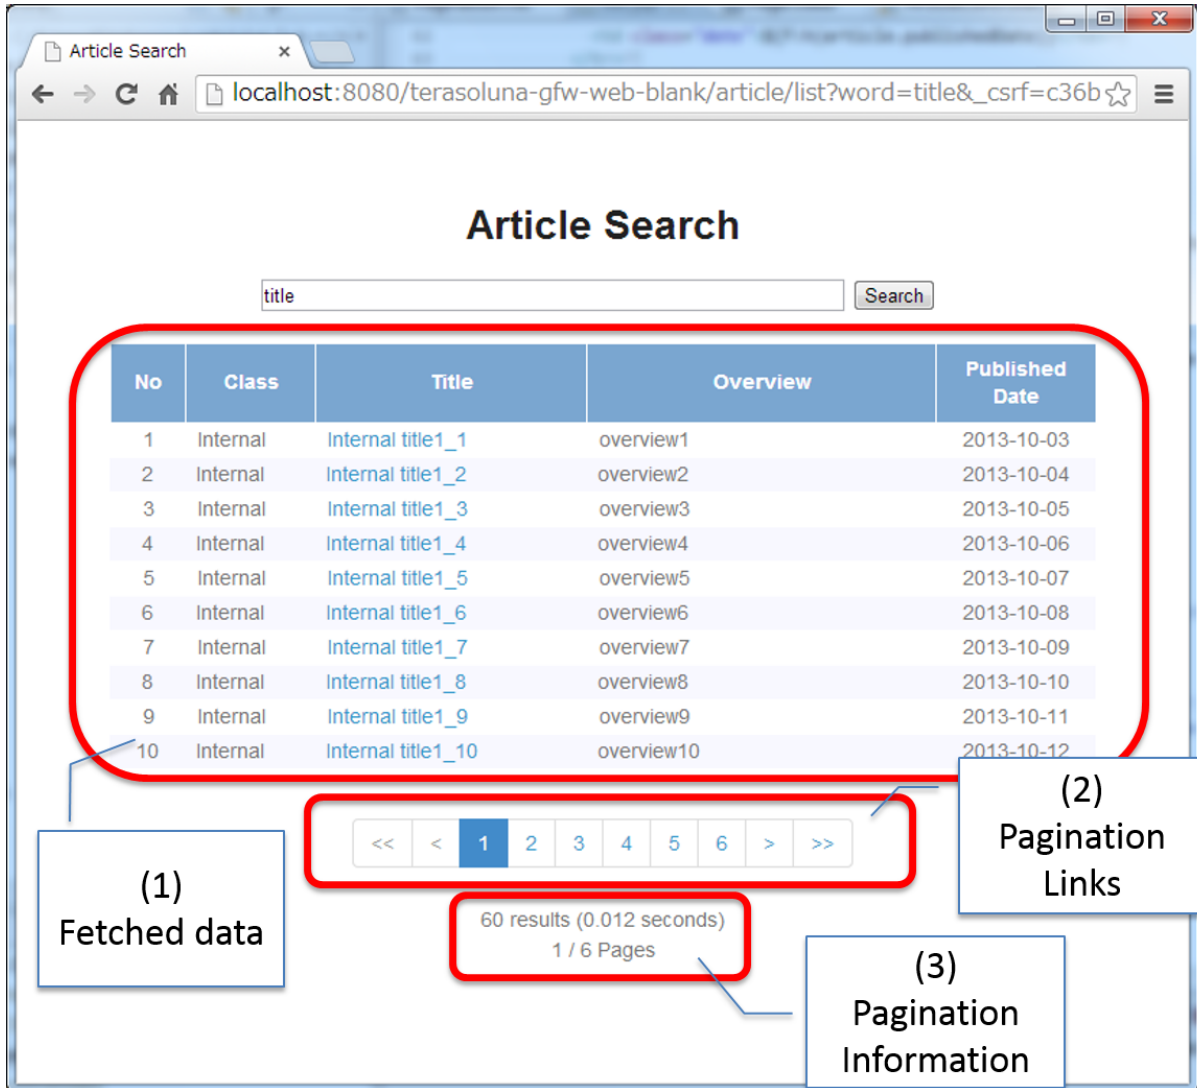 Article Search
localhost:8080/terasoluna-gfw-web-blank/article/list?word=title&_csrf=c36b
Article Search
title Search
No Class Title Overview Published Date
1 Internal Internal title1_1 overview1 2013-10-03
2 Internal Internal title1_2 overview2 2013-10-04
3 Internal Internal title1_3 overview3 2013-10-05
4 Internal Internal title1_4 overview4 2013-10-06
5 Internal Internal title1_5 overview5 2013-10-07
6 Internal Internal title1_6 overview6 2013-10-08
7 Internal Internal title1_7 overview7 2013-10-09
8 Internal Internal title1_8 overview8 2013-10-10
9 Internal Internal title1_9 overview9 2013-10-11
10 Internal Internal title1_10 overview10 2013-10-12
<< < 1 2 3 4 5 6 > >>
60 results (0.012 seconds)
1 / 6 Pages
(1)
Fetched data
(2)
Pagination
Links
(3)
Pagination
Information